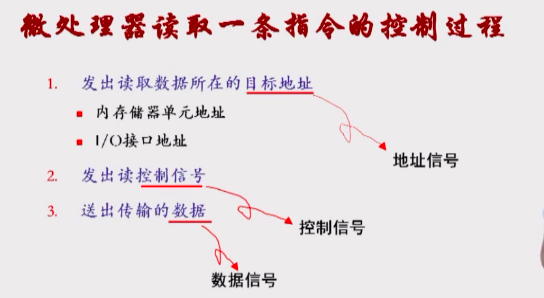 微处理器读取一条指令的控制过程
1. 发出读取数据所在的目标地址
内存储器单元地址
I/O接口地址
地址信号
2. 发出读控制信号
3. 送出传输的数据
控制信号
数据信号